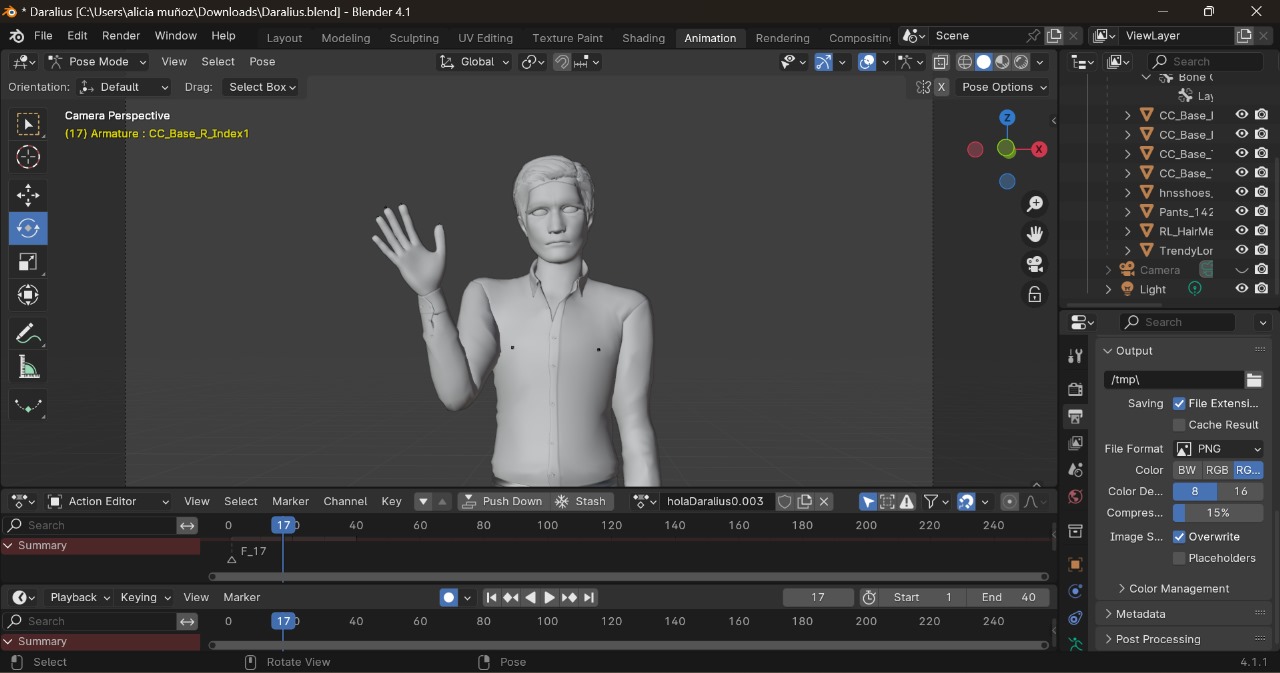 * Daralius [C:\Users\alicia muñoz\Downloads\Daralius.blend] - Blender 4.1
File Edit Render Window Help Layout Modeling Sculpting UV Editing Texture Paint Shading Animation Rendering Compositing Scene ViewLayer
Pose Mode View Select Pose Global Search
Orientation: Default Drag: Select Box X Pose Options
Camera Perspective
(17) Armature : CC_Base_R_Index1
Z
X
Bone
Lay
CC_Base_
CC_Base_
CC_Base_
CC_Base_
hnsshoes_
Pants_142
RL_HairMe
TrendyLor
Camera
Light
Search
Output
/tmp\
Saving File Extensi...
Cache Result
File Format PNG
Color BW RGB RG...
Color De... 8 16
Compres... 15%
Image S... Overwrite
Placeholders
Color Management
Metadata
Post Processing
Action Editor View Select Marker Channel Key Push Down Stash holaDaralius0.003
Search 0 17 40 60 80 100 120 140 160 180 200 220 240
Summary
F_17
Playback Keying View Marker 17 Start 1 End 40
Search 0 17 40 60 80 100 120 140 160 180 200 220 240
Summary
Select Rotate View Pose 4.1.1